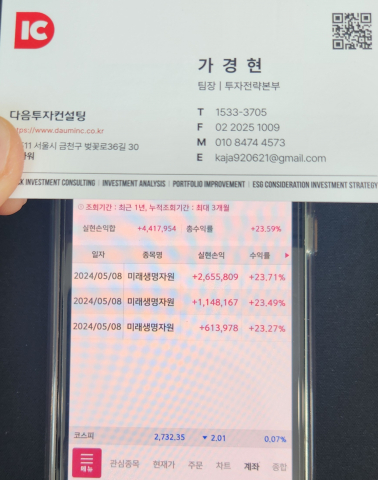 IC
가 경 현
팀장 | 투자전략본부
다음투자컨설팅
T 1533-3705
F 02 2025 1009
M 010 8474 4573
E kaja920621@gmail.com
ttps://www.dauminc.co.kr
11 서울시 금천구 벚꽃로36길 30
타워
SK INVESTMENT CONSULTING | INVESTMENT ANALYSIS | PORTFOLIO IMPROVEMENT | ESG CONSIDERATION INVESTMENT STRATEGY
조회기간 : 최근 1년, 누적조회기간 : 최대 3개월
실현손익합 +4,417,954 총수익률 +23.59%
일자 종목명 실현손익 수익률
2024/05/08 미래생명자원 +2,655,809 +23,71%
2024/05/08 미래생명자원 +1,148,167 +23.49%
2024/05/08 미래생명자원 +613,978 +23.27%
코스피 2,732.35 ▼ 2.01 0,07%
메뉴 관심종목 현재가 주문 차트 계좌 종합